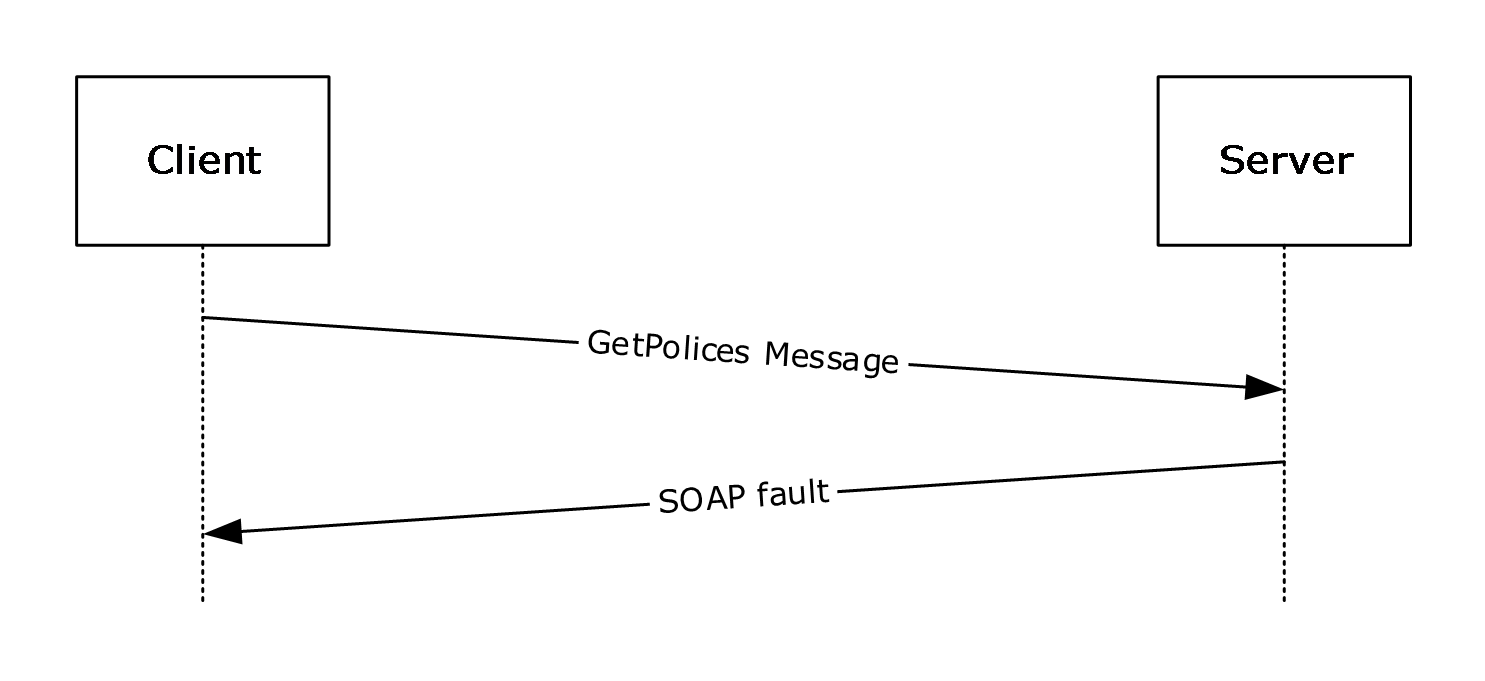 Client
Server
GetPolices Message
SOAP fault